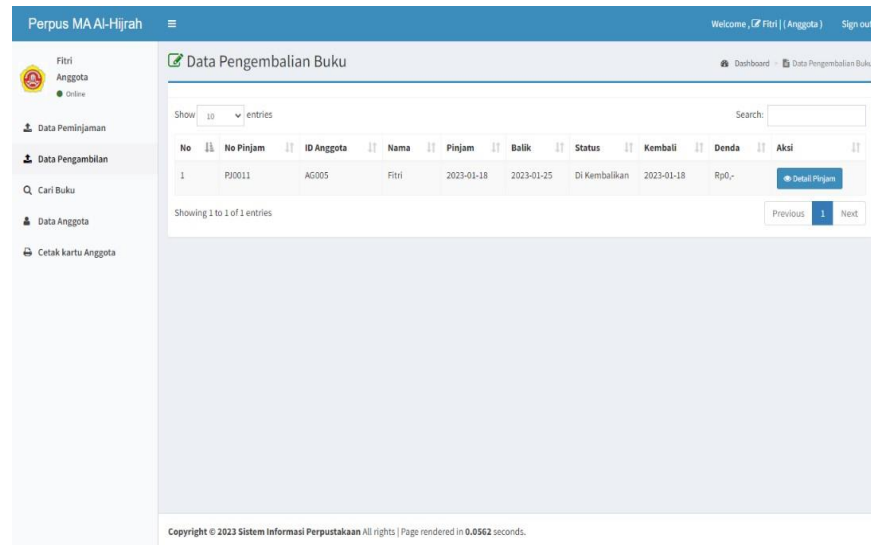 Perpus MA Al-Hijrah
Welcome , Fitri | ( Anggota ) Sign out
Fitri
Anggota
Online
Data Peminjaman
Data Pengambilan
Cari Buku
Data Anggota
Cetak kartu Anggota
Data Pengembalian Buku
Dashboard Data Pengembalian Buku
Show 10 entries Search:
No No Pinjam ID Anggota Nama Pinjam Balik Status Kembali Denda Aksi
1 PJ0011 AG005 Fitri 2023-01-18 2023-01-25 Di Kembalikan 2023-01-18 Rp0,- Detail Pinjam
Showing 1 to 1 of 1 entries Previous 1 Next
Copyright © 2023 Sistem Informasi Perpustakaan All rights | Page rendered in 0.0562 seconds.